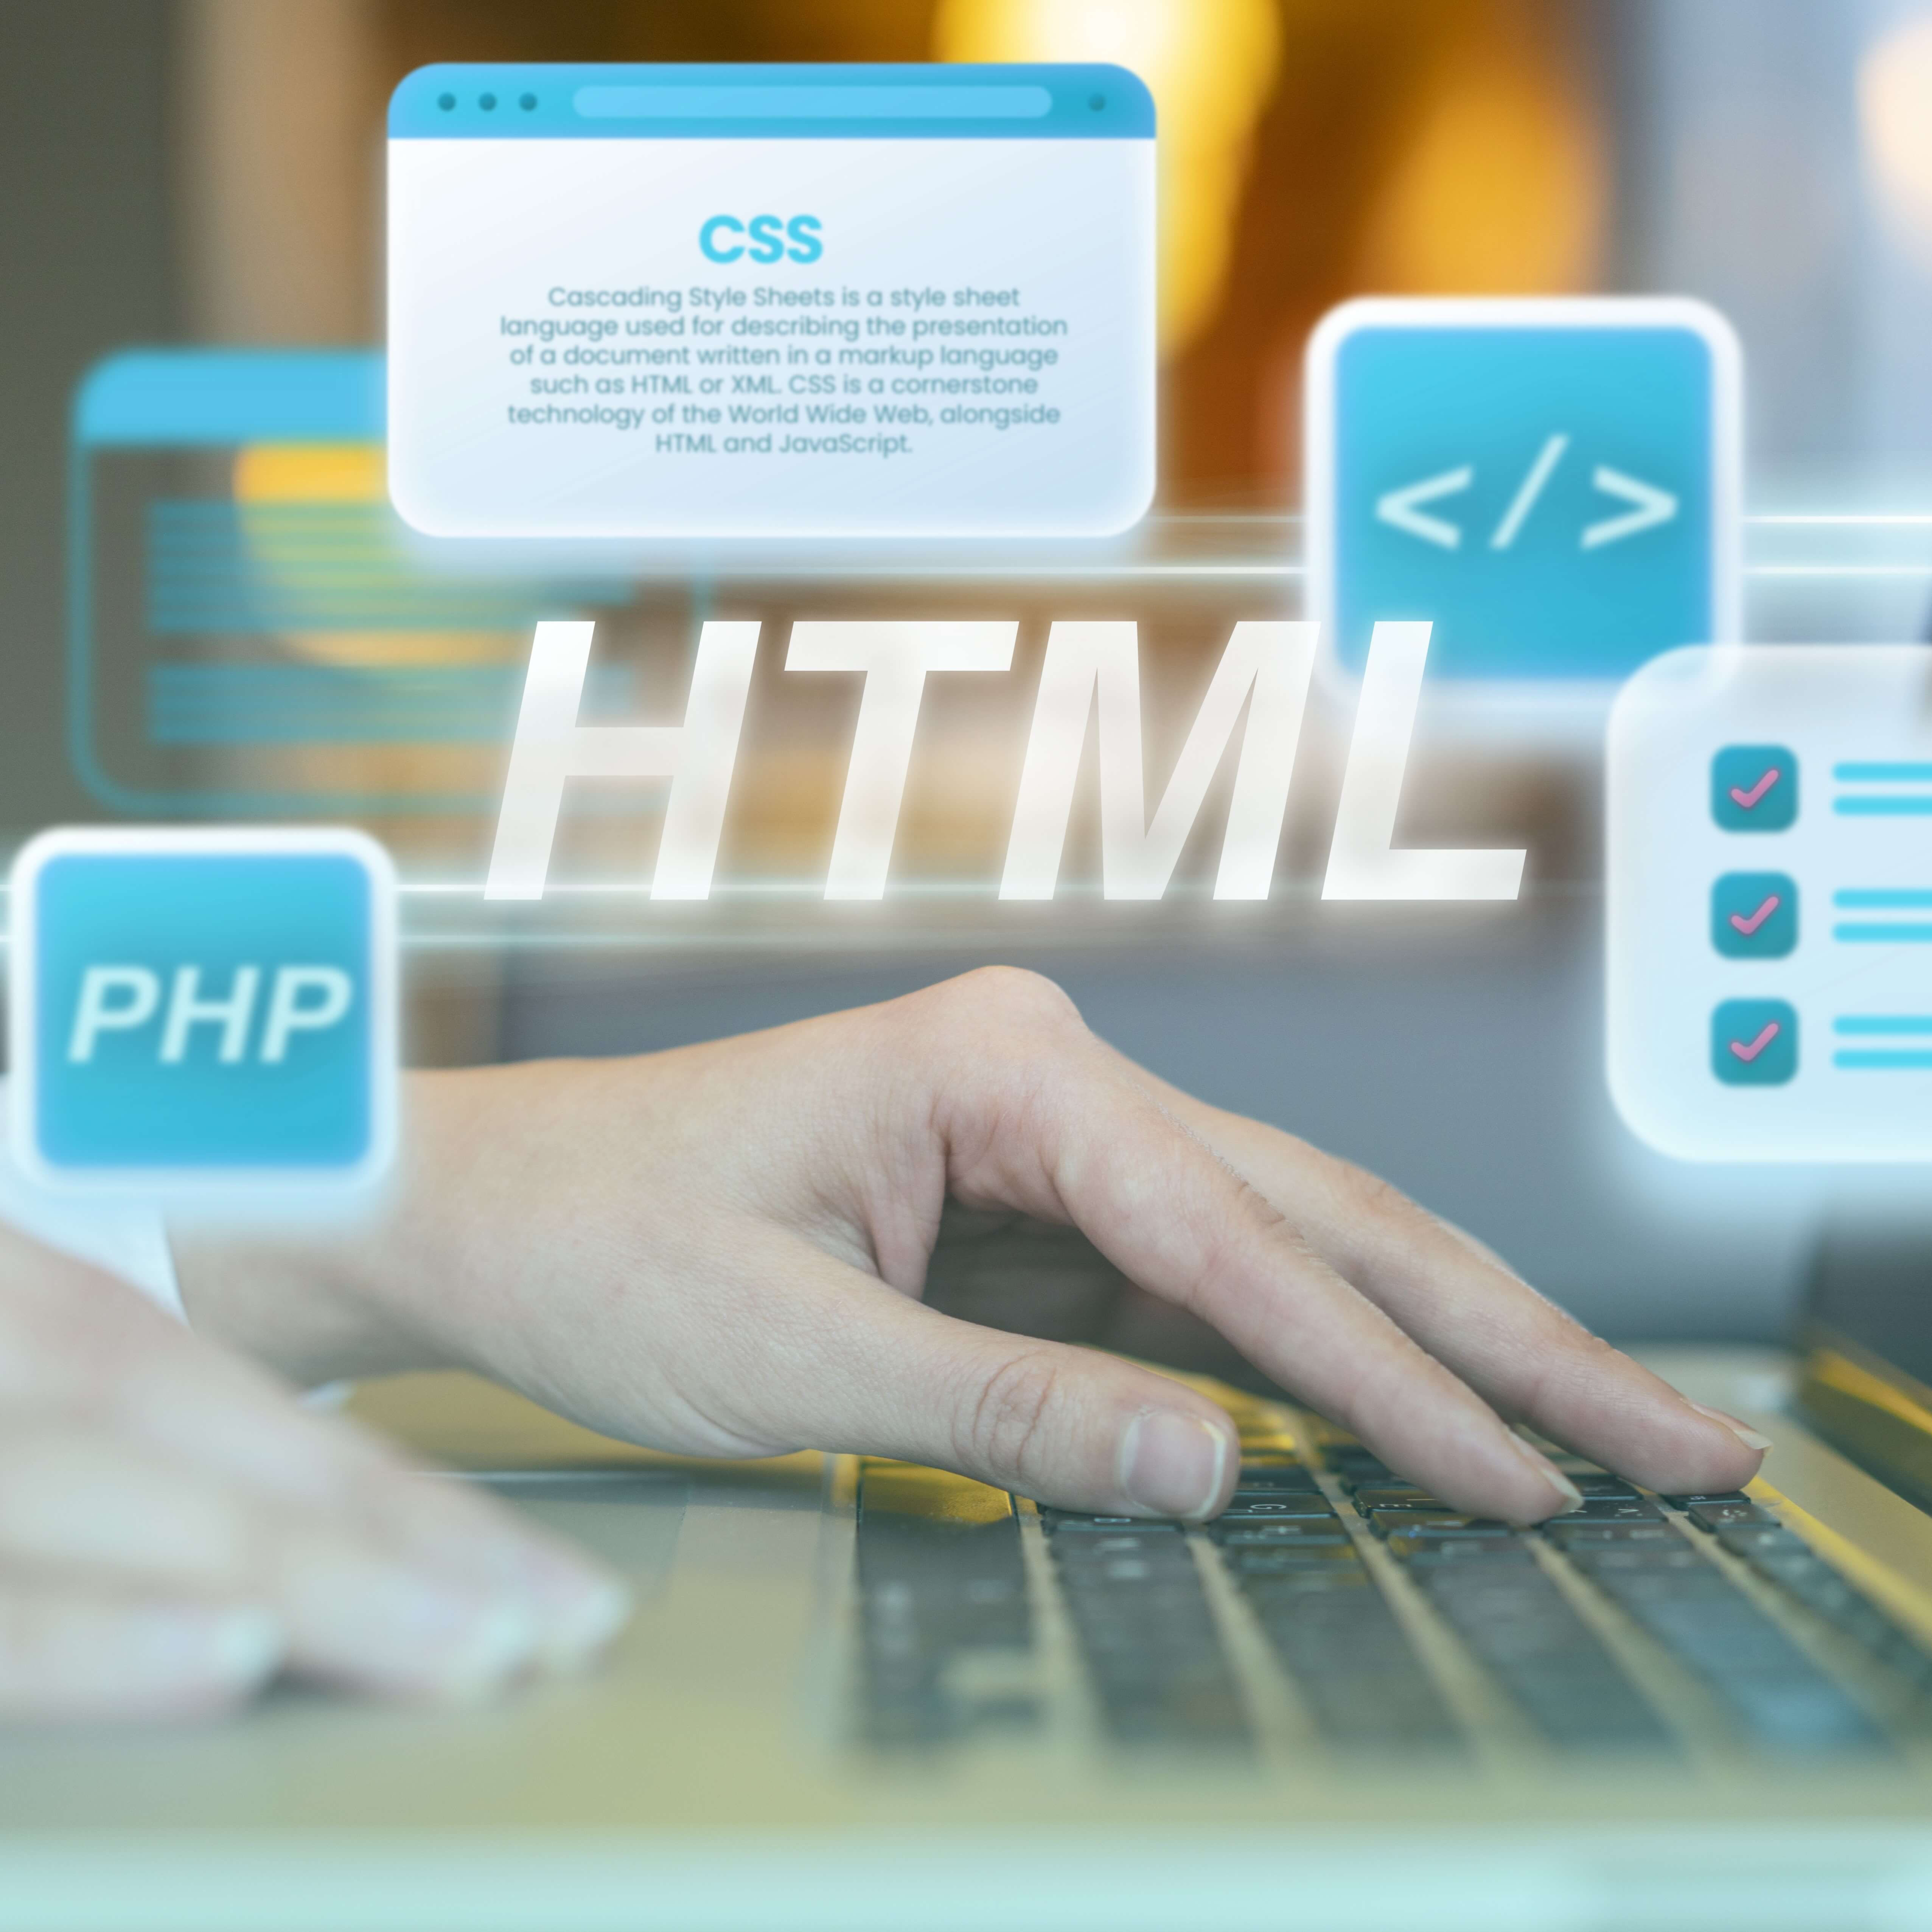 CSS
Cascading Style Sheets is a style sheet
language used for describing the presentation
of a document written in a markup language
such as HTML or XML. CSS is a cornerstone
technology of the World Wide Web, alongside
HTML and JavaScript.
</>
HTML
PHP